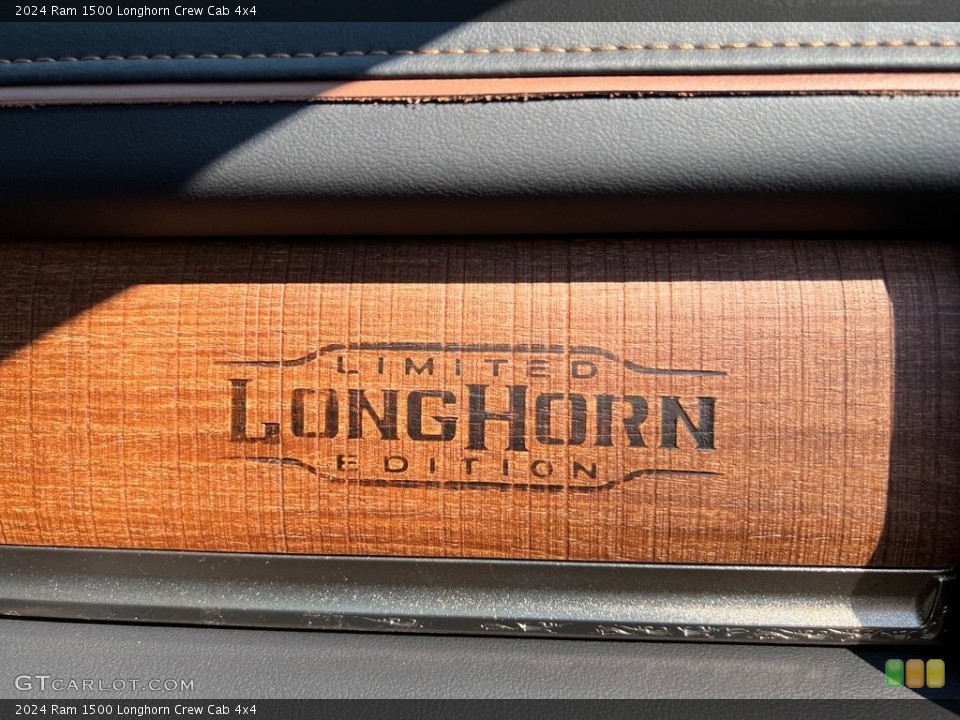 2024 Ram 1500 Longhorn Crew Cab 4x4
LIMITED
LONGHORN
EDITION
GTCARLOT.COM
2024 Ram 1500 Longhorn Crew Cab 4x4